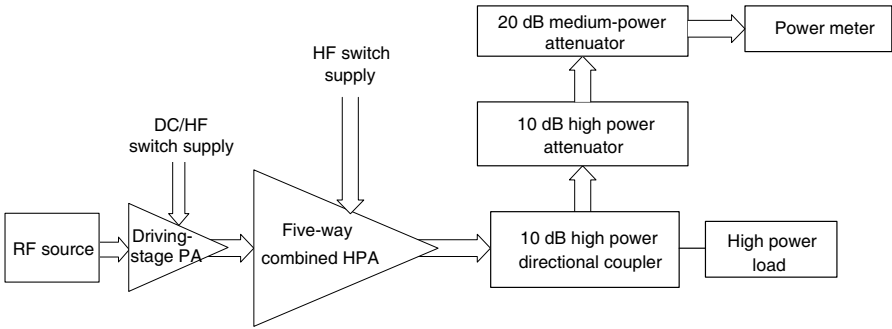 20 dB medium-power
attenuator
Power meter
HF switch
supply
10 dB high power
attenuator
DC/HF
switch supply
RF source
Driving-
stage PA
Five-way
combined HPA
10 dB high power
directional coupler
High power
load